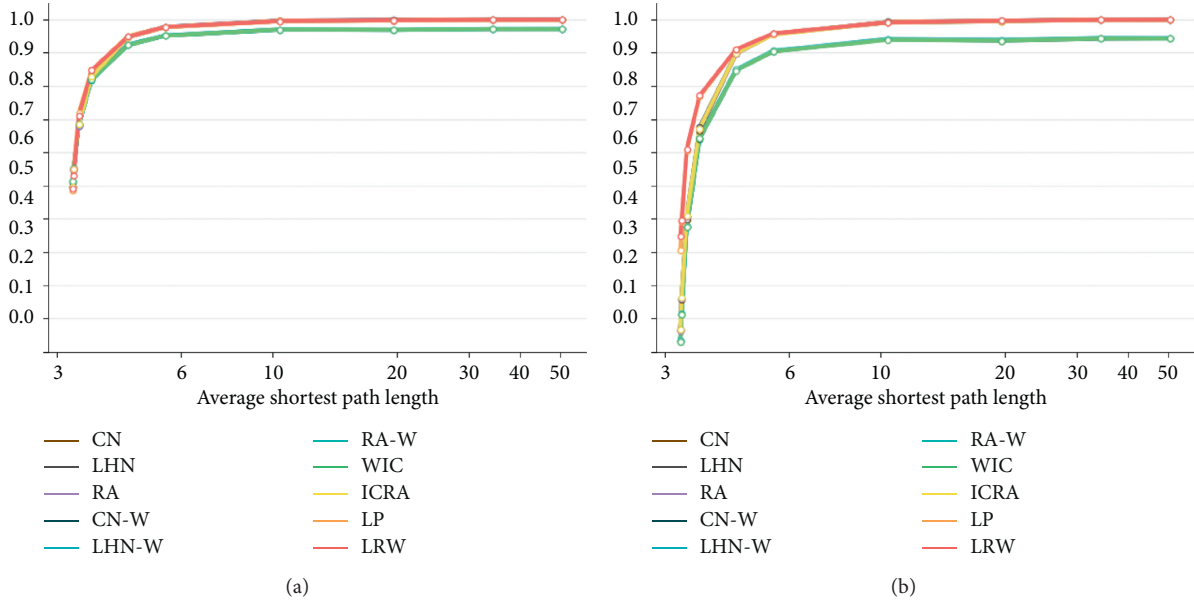 1.0
0.9
0.8
0.7
0.6
0.5
0.4
0.3
0.2
0.1
0.0
3 6 10 20 30 40 50
Average shortest path length
CN RA-W
LHN WIC
RA ICRA
CN-W LP
LHN-W LRW
(a)
1.0
0.9
0.8
0.7
0.6
0.5
0.4
0.3
0.2
0.1
0.0
3 6 10 20 30 40 50
Average shortest path length
CN RA-W
LHN WIC
RA ICRA
CN-W LP
LHN-W LRW
(b)